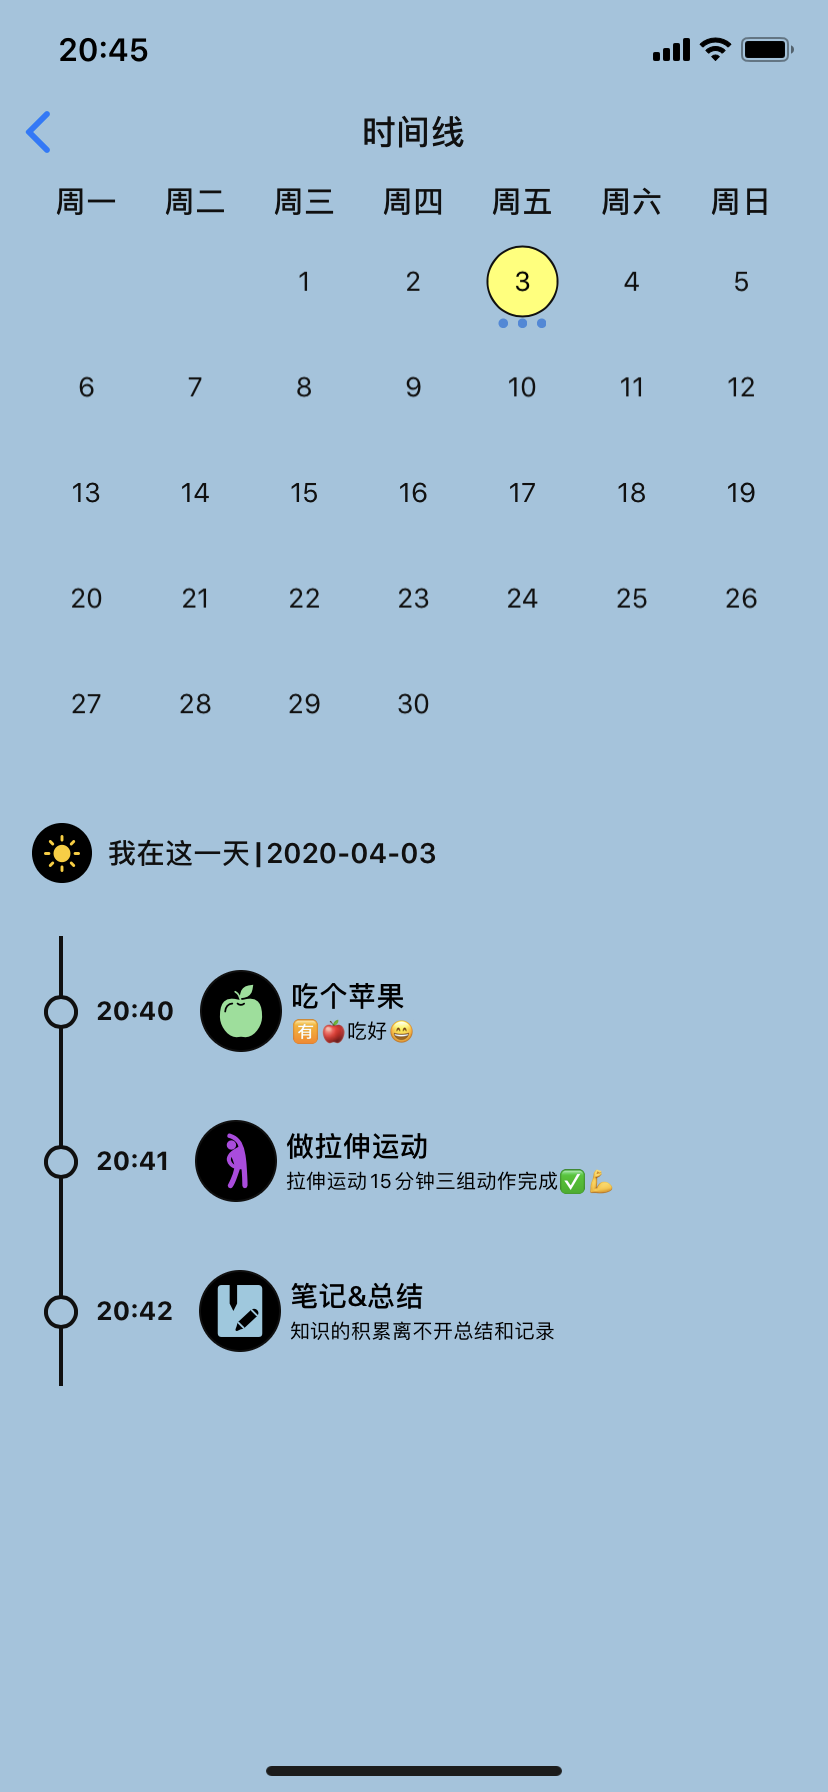 20:45
时间线
周一 周二 周三 周四 周五 周六 周日
1 2 3 4 5
6 7 8 9 10 11 12
13 14 15 16 17 18 19
20 21 22 23 24 25 26
27 28 29 30
我在这一天|2020-04-03
20:40 吃个苹果
🈶🍎吃好😄
20:41 做拉伸运动
拉伸运动15分钟三组动作完成✅💪
20:42 笔记&总结
知识的积累离不开总结和记录